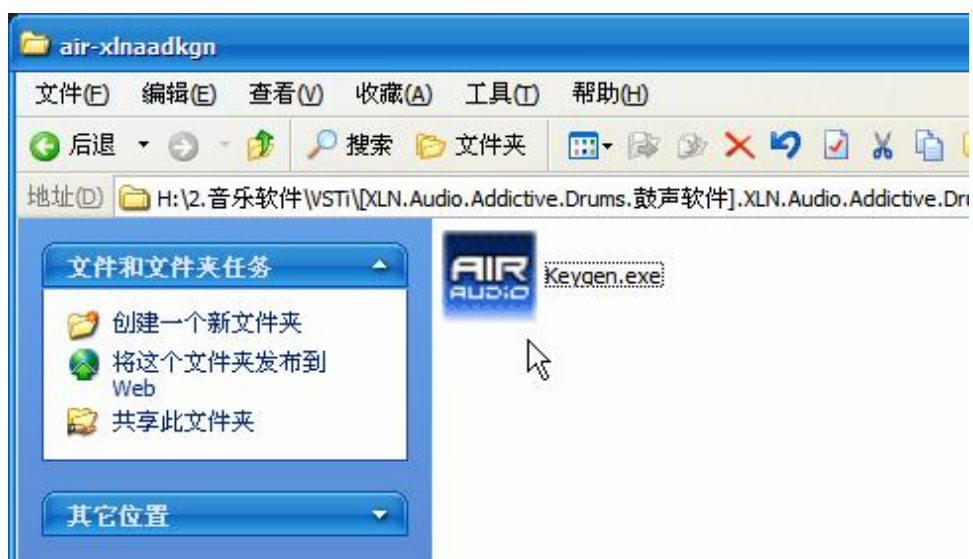 air-xlnaadkgn
文件(F) 编辑(E) 查看(V) 收藏(A) 工具(T) 帮助(H)
后退 搜索 文件夹
地址(D) H:\2.音乐软件\VSTi\[XLN.Audio.Addictive.Drums.鼓声软件].XLN.Audio.Addictive.Dru
文件和文件夹任务
AIR
AUDiO
Keygen.exe
创建一个新文件夹
将这个文件夹发布到
Web
共享此文件夹
其它位置